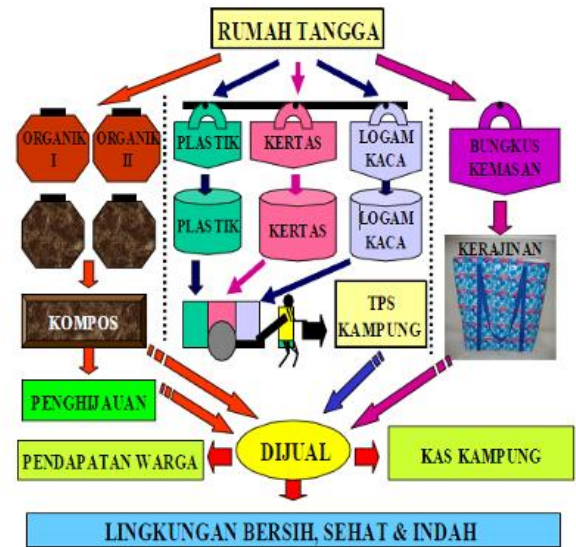 RUMAH TANGGA
ORGANIK
I
ORGANIK
II
PLASTIK
KERTAS
LOGAM
KACA
BUNGKUS
KEMASAN
PLASTIK
KERTAS
LOGAM
KACA
KERAJINAN
KOMPOS
TPS
KAMPUNG
PENGHIJAUAN
DIJUAL
PENDAPATAN WARGA
KAS KAMPUNG
LINGKUNGAN BERSIH, SEHAT & INDAH